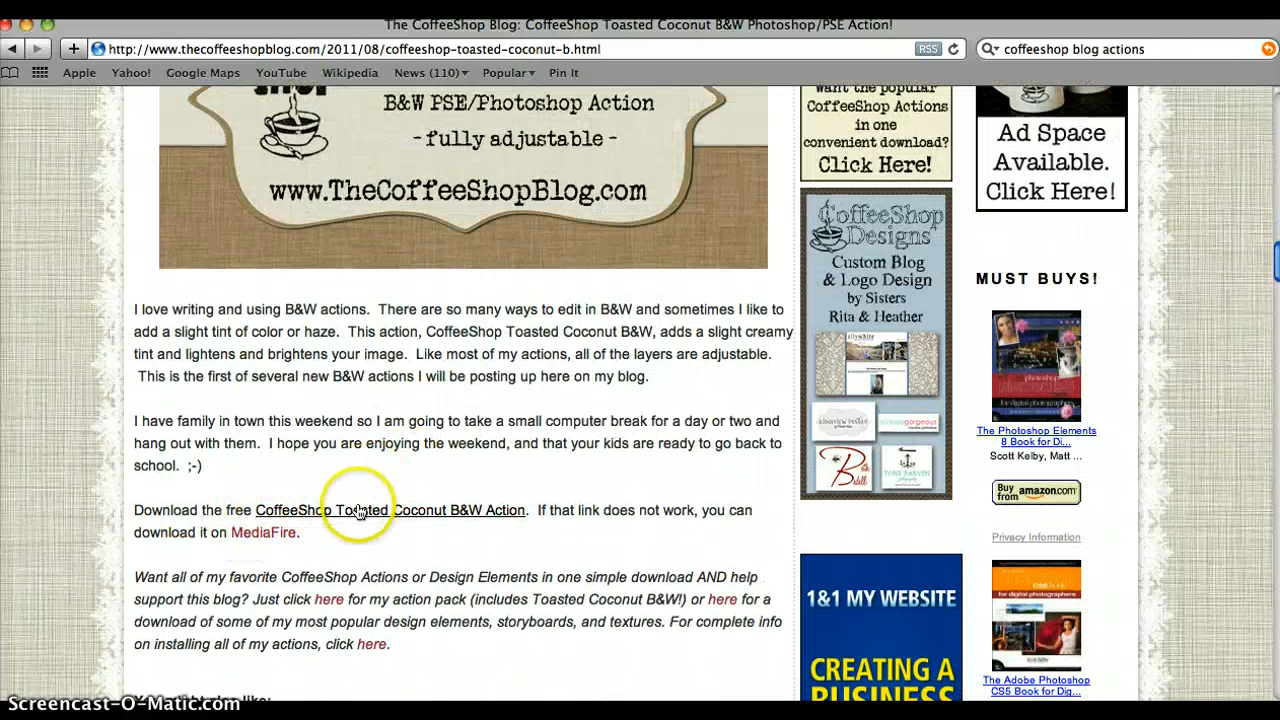 The CoffeeShop Blog: CoffeeShop Toasted Coconut B&W Photoshop/PSE Action!
http://www.thecoffeeshopblog.com/2011/08/coffeeshop-toasted-coconut-b.html
RSS
coffeeshop blog actions
Apple Yahoo! Google Maps YouTube Wikipedia News (110) Popular Pin It
B&W PSE/Photoshop Action
- fully adjustable -
www.TheCoffeeShopBlog.com
I love writing and using B&W actions.  There are so many ways to edit in B&W and sometimes I like to
add a slight tint of color or haze.  This action, CoffeeShop Toasted Coconut B&W, adds a slight creamy
tint and lightens and brightens your image.  Like most of my actions, all of the layers are adjustable.
This is the first of several new B&W actions I will be posting up here on my blog.
I have family in town this weekend so I am going to take a small computer break for a day or two and
hang out with them.  I hope you are enjoying the weekend, and that your kids are ready to go back to
school.  ;-)
Download the free CoffeeShop Toasted Coconut B&W Action.  If that link does not work, you can
download it on MediaFire.
Want all of my favorite CoffeeShop Actions or Design Elements in one simple download AND help
support this blog? Just click here for my action pack (includes Toasted Coconut B&W!) or here for a
download of some of my most popular design elements, storyboards, and textures. For complete info
on installing all of my actions, click here.
want the popular
CoffeeShop Actions
in one
convenient download?
Click Here!
CoffeeShop
Designs
Custom Blog
& Logo Design
by Sisters
Rita & Heather
1&1 MY WEBSITE
CREATING A
BUSINESS
Ad Space
Available.
Click Here!
MUST BUYS!
The Photoshop Elements
8 Book for Di...
Scott Kelby, Matt ...
Buy from amazon.com
Privacy Information
The Adobe Photoshop
CS5 Book for Dig...
Screencast-O-Matic.com